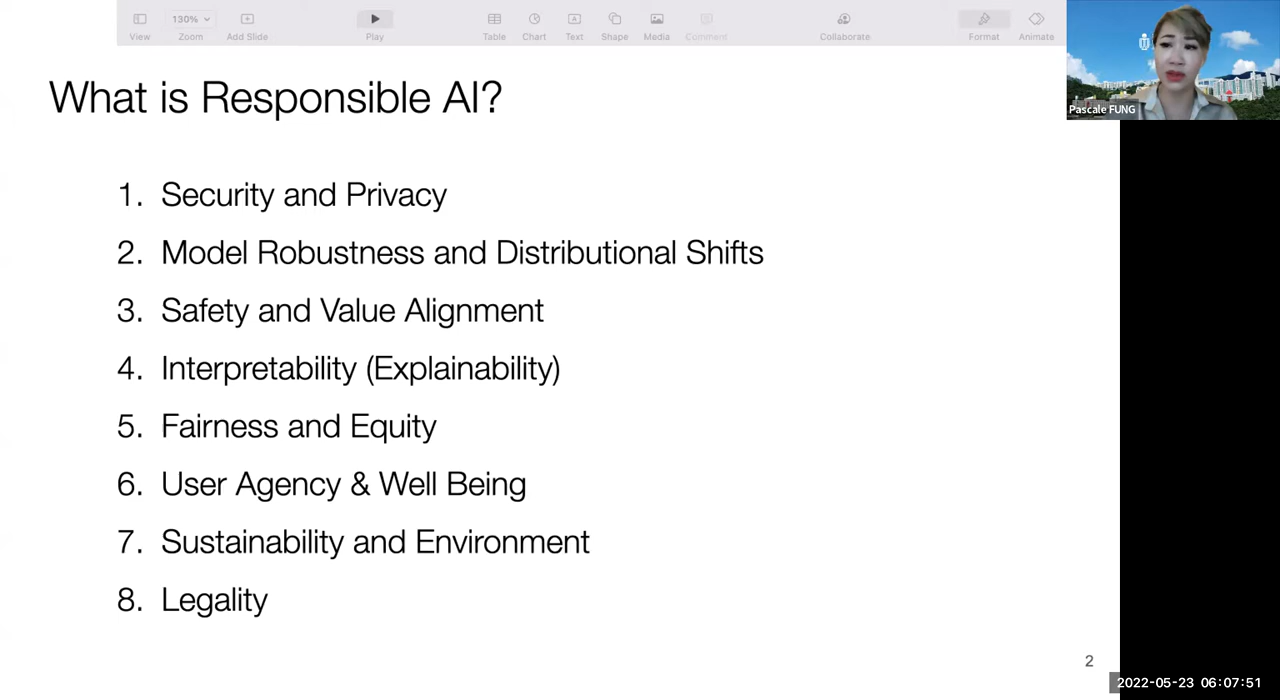 130%
View
Zoom
Add Slide
Play
Table
Chart
Text
Shape
Media
Comment
Collaborate
Format
Animate
Pascale FUNG
What is Responsible AI?
1. Security and Privacy
2. Model Robustness and Distributional Shifts
3. Safety and Value Alignment
4. Interpretability (Explainability)
5. Fairness and Equity
6. User Agency & Well Being
7. Sustainability and Environment
8. Legality
2
2022-05-23 06:07:51